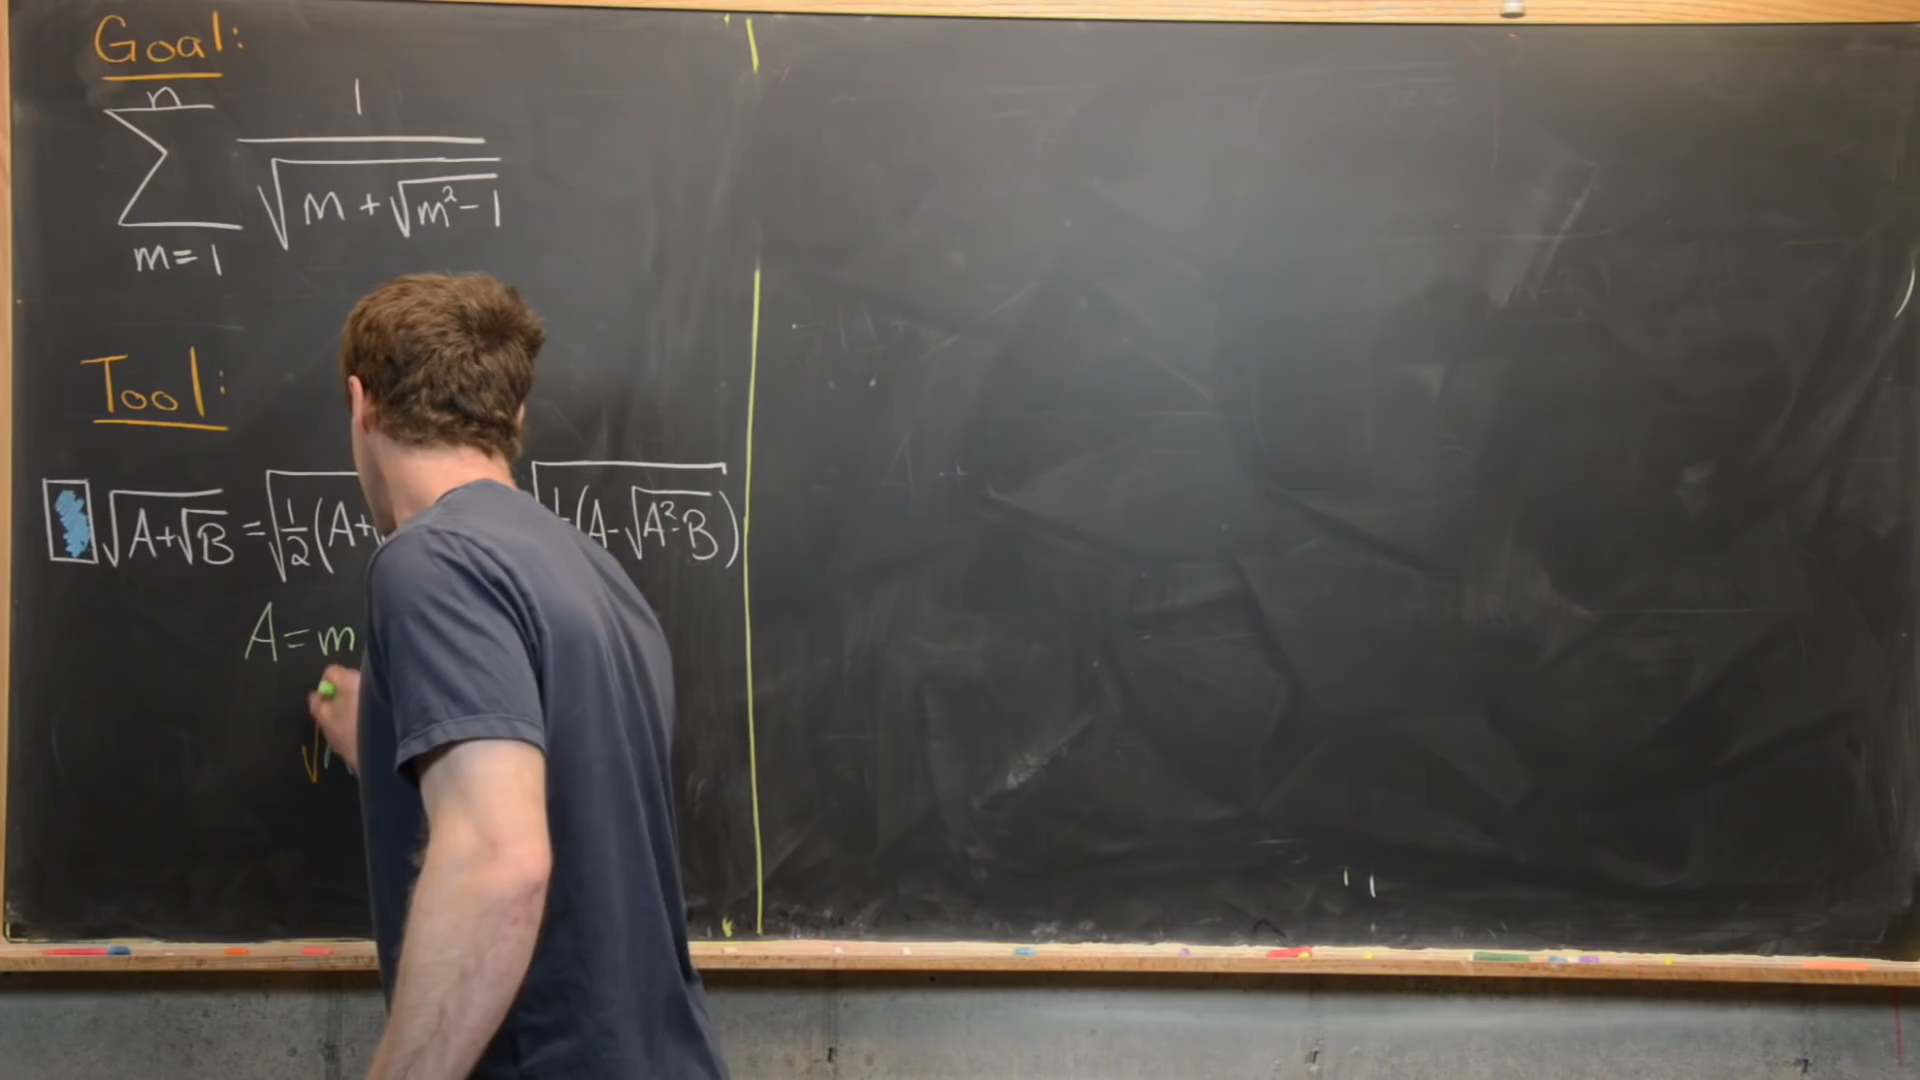 Goal:
n
∑ 1/√(m+√(m²-1))
m=1
Tool:
√(A+√B) = √(1/2(A+ (A-√(A²-B))
A=m
√